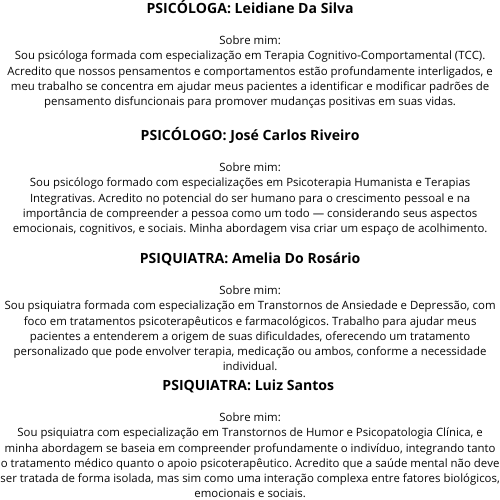 PSICÓLOGA: Leidiane Da Silva
Sobre mim:
Sou psicóloga formada com especialização em Terapia Cognitivo-Comportamental (TCC).
Acredito que nossos pensamentos e comportamentos estão profundamente interligados, e
meu trabalho se concentra em ajudar meus pacientes a identificar e modificar padrões de
pensamento disfuncionais para promover mudanças positivas em suas vidas.
PSICÓLOGO: José Carlos Riveiro
Sobre mim:
Sou psicólogo formado com especializações em Psicoterapia Humanista e Terapias
Integrativas. Acredito no potencial do ser humano para o crescimento pessoal e na
importância de compreender a pessoa como um todo — considerando seus aspectos
emocionais, cognitivos, e sociais. Minha abordagem visa criar um espaço de acolhimento.
PSIQUIATRA: Amelia Do Rosário
Sobre mim:
Sou psiquiatra formada com especialização em Transtornos de Ansiedade e Depressão, com
foco em tratamentos psicoterapêuticos e farmacológicos. Trabalho para ajudar meus
pacientes a entenderem a origem de suas dificuldades, oferecendo um tratamento
personalizado que pode envolver terapia, medicação ou ambos, conforme a necessidade
individual.
PSIQUIATRA: Luiz Santos
Sobre mim:
Sou psiquiatra com especialização em Transtornos de Humor e Psicopatologia Clínica, e
minha abordagem se baseia em compreender profundamente o indivíduo, integrando tanto
o tratamento médico quanto o apoio psicoterapêutico. Acredito que a saúde mental não deve
ser tratada de forma isolada, mas sim como uma interação complexa entre fatores biológicos,
emocionais e sociais.